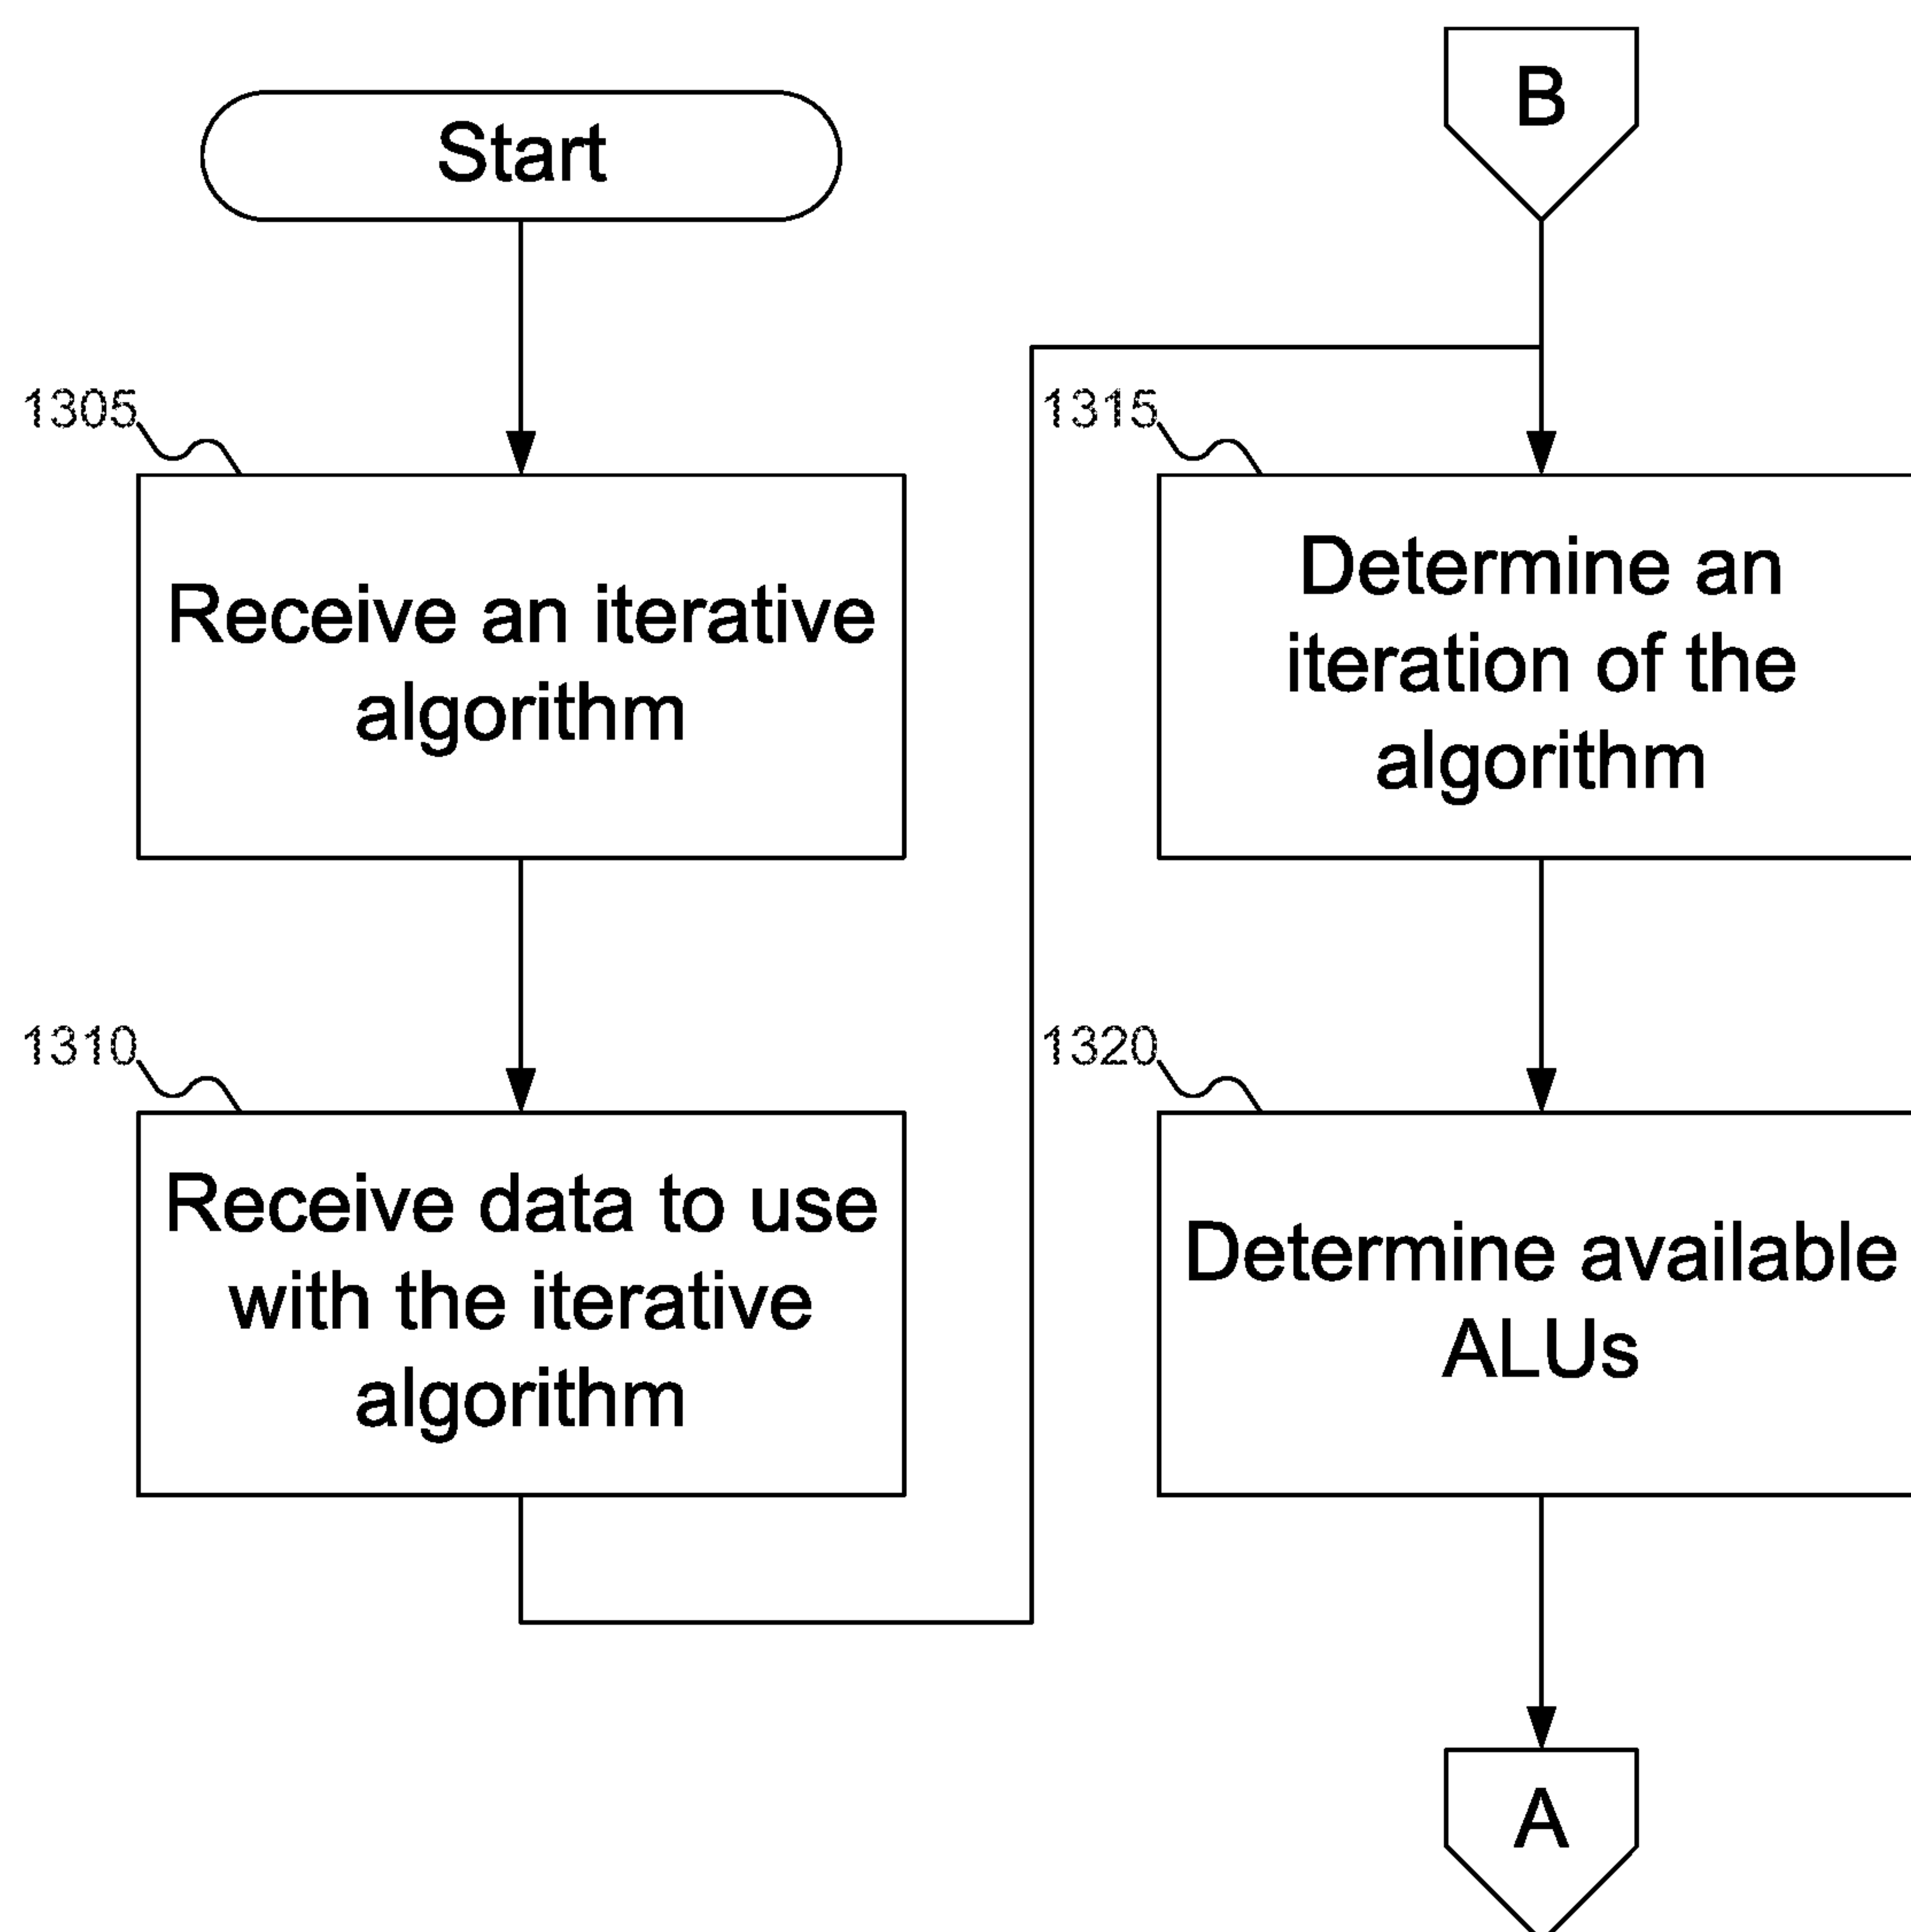 Start
1305
Receive an iterative
algorithm
1310
Receive data to use
with the iterative
algorithm
B
1315
Determine an
iteration of the
algorithm
1320
Determine available
ALUs
A